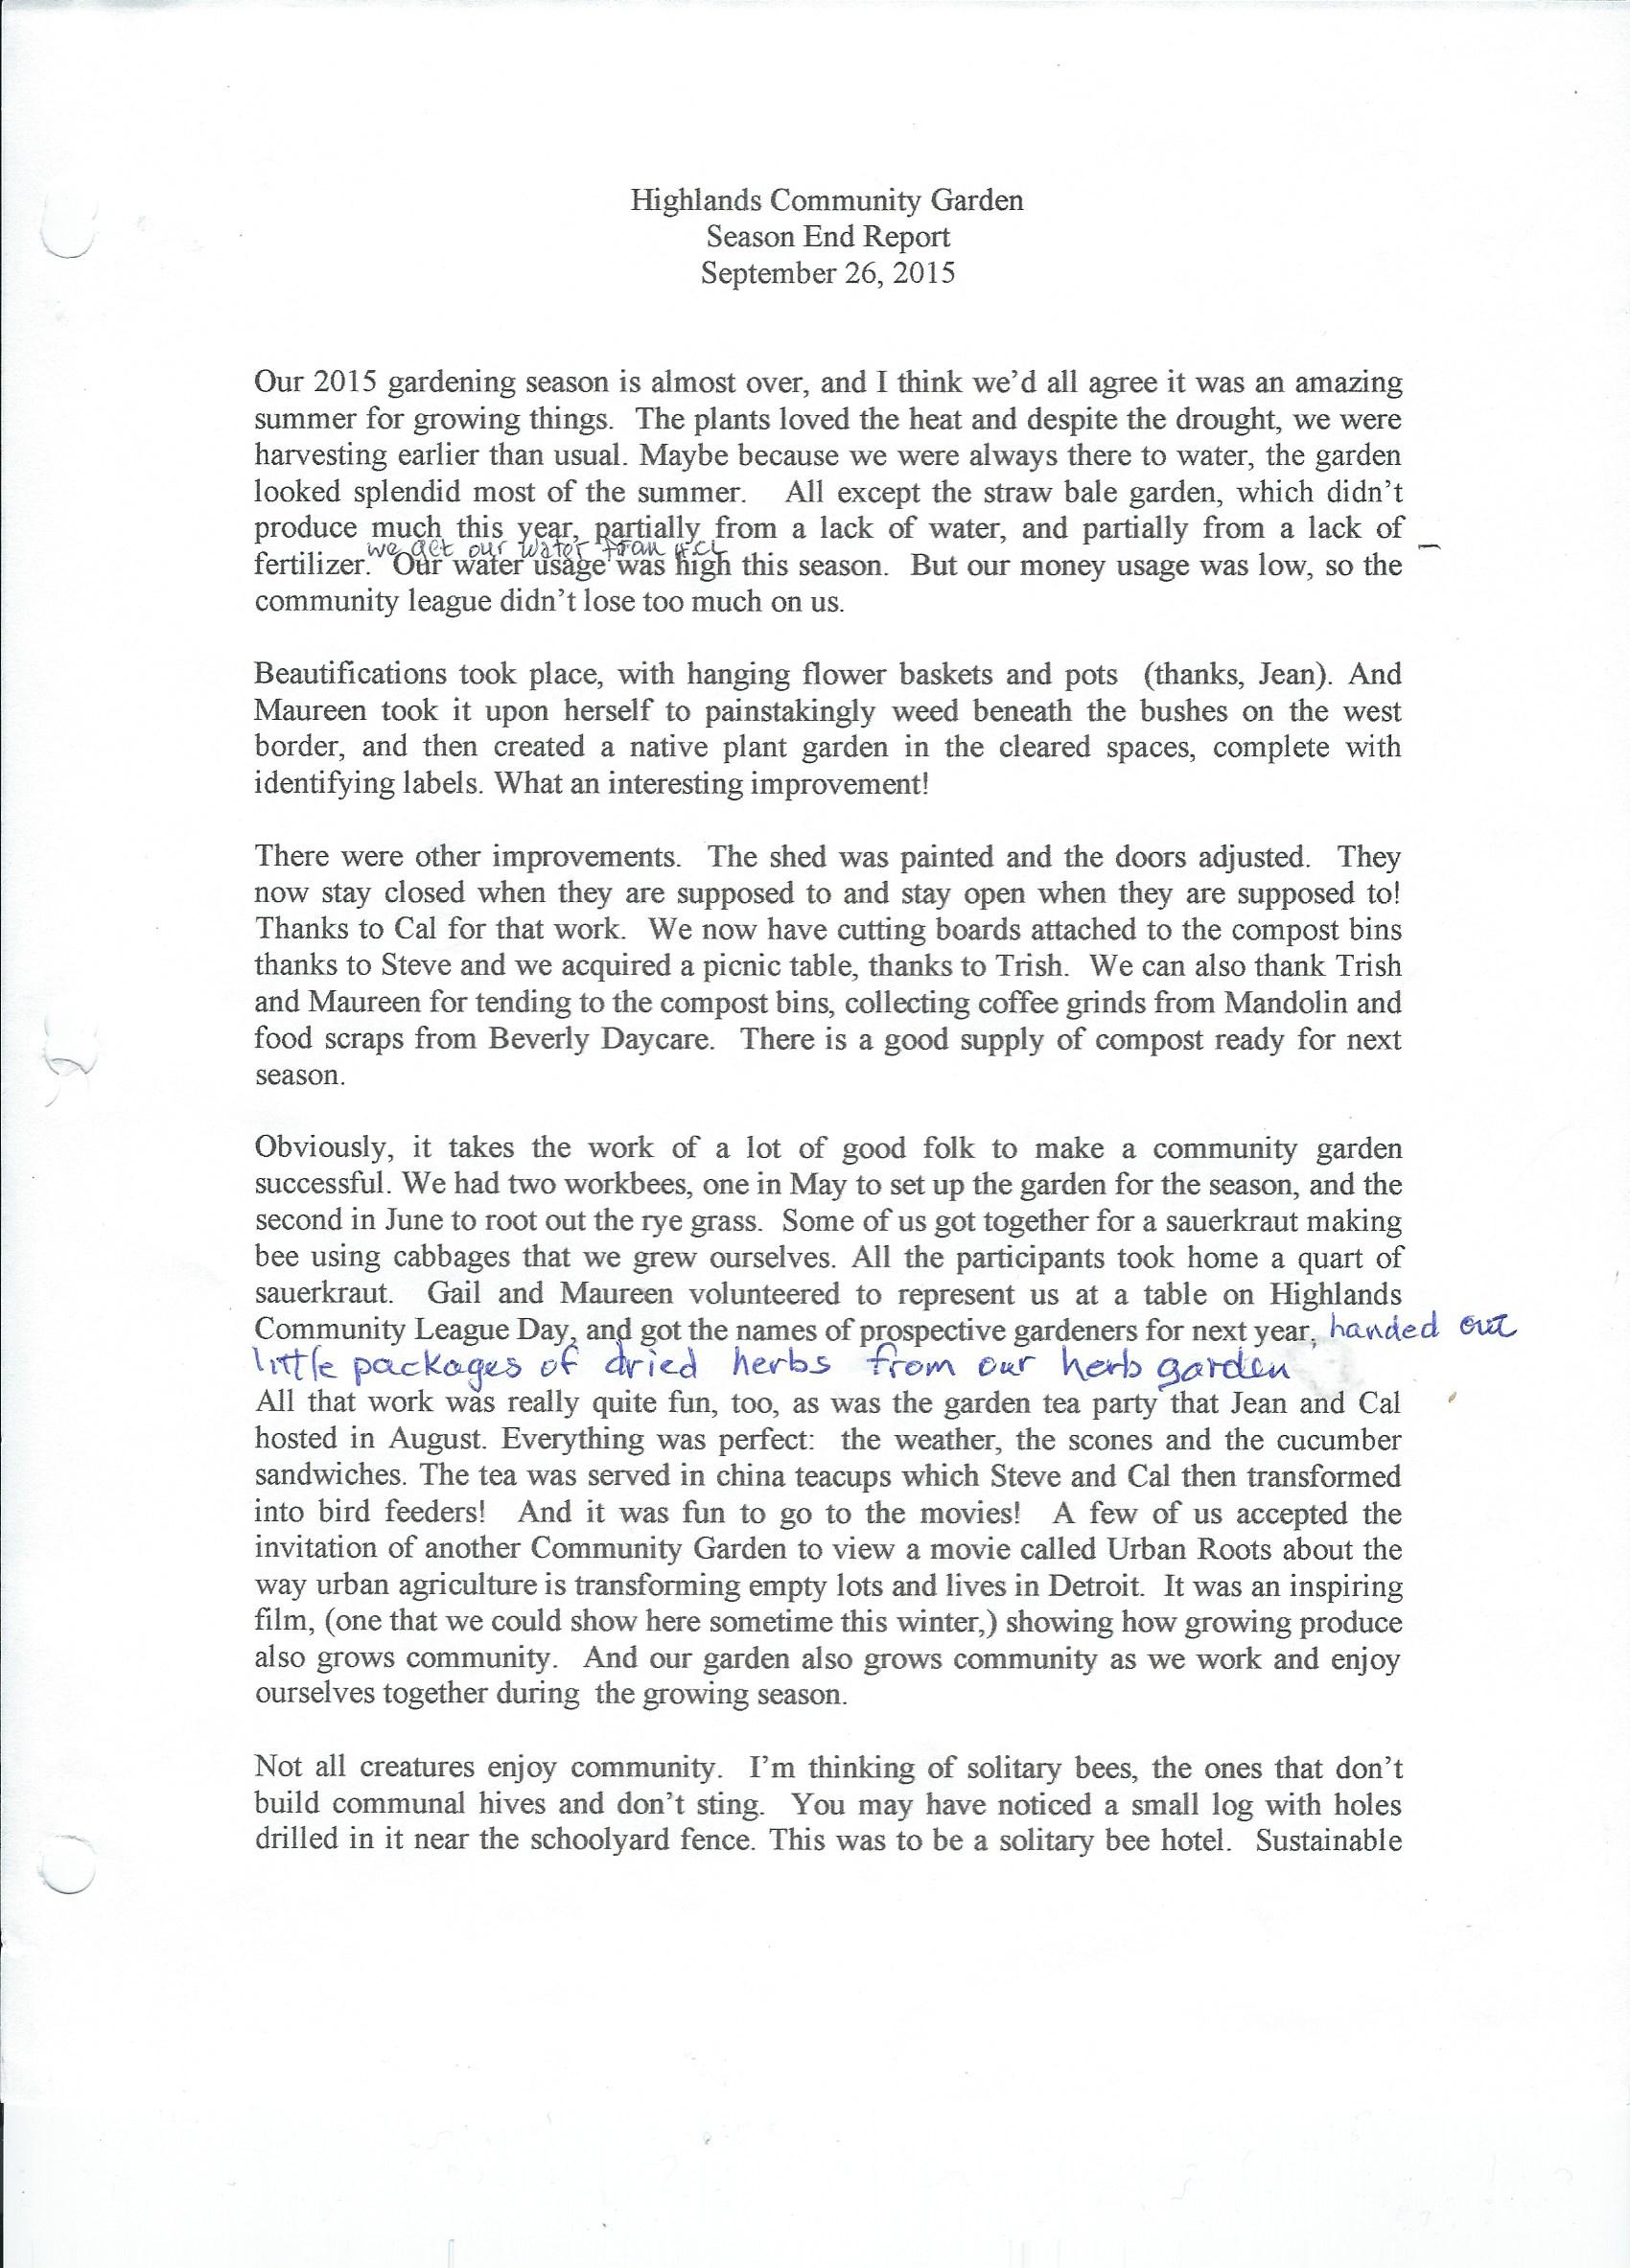 Highlands Community Garden
Season End Report
September 26, 2015
Our 2015 gardening season is almost over, and I think we'd all agree it was an amazing
summer for growing things. The plants loved the heat and despite the drought, we were
harvesting earlier than usual. Maybe because we were always there to water, the garden
looked splendid most of the summer. All except the straw bale garden, which didn't
produce much this year, partially from a lack of water, and partially from a lack of
we get our water from HCL
fertilizer. Our water usage was high this season. But our money usage was low, so the
community league didn't lose too much on us.
Beautifications took place, with hanging flower baskets and pots (thanks, Jean). And
Maureen took it upon herself to painstakingly weed beneath the bushes on the west
border, and then created a native plant garden in the cleared spaces, complete with
identifying labels. What an interesting improvement!
There were other improvements. The shed was painted and the doors adjusted. They
now stay closed when they are supposed to and stay open when they are supposed to!
Thanks to Cal for that work. We now have cutting boards attached to the compost bins
thanks to Steve and we acquired a picnic table, thanks to Trish. We can also thank Trish
and Maureen for tending to the compost bins, collecting coffee grinds from Mandolin and
food scraps from Beverly Daycare. There is a good supply of compost ready for next
season.
Obviously, it takes the work of a lot of good folk to make a community garden
successful. We had two workbees, one in May to set up the garden for the season, and the
second in June to root out the rye grass. Some of us got together for a sauerkraut making
bee using cabbages that we grew ourselves. All the participants took home a quart of
sauerkraut. Gail and Maureen volunteered to represent us at a table on Highlands
Community League Day, and got the names of prospective gardeners for next year, handed out
little packages of dried herbs from our herb garden
All that work was really quite fun, too, as was the garden tea party that Jean and Cal
hosted in August. Everything was perfect: the weather, the scones and the cucumber
sandwiches. The tea was served in china teacups which Steve and Cal then transformed
into bird feeders! And it was fun to go to the movies! A few of us accepted the
invitation of another Community Garden to view a movie called Urban Roots about the
way urban agriculture is transforming empty lots and lives in Detroit. It was an inspiring
film, (one that we could show here sometime this winter,) showing how growing produce
also grows community. And our garden also grows community as we work and enjoy
ourselves together during the growing season.
Not all creatures enjoy community. I'm thinking of solitary bees, the ones that don't
build communal hives and don't sting. You may have noticed a small log with holes
drilled in it near the schoolyard fence. This was to be a solitary bee hotel. Sustainable